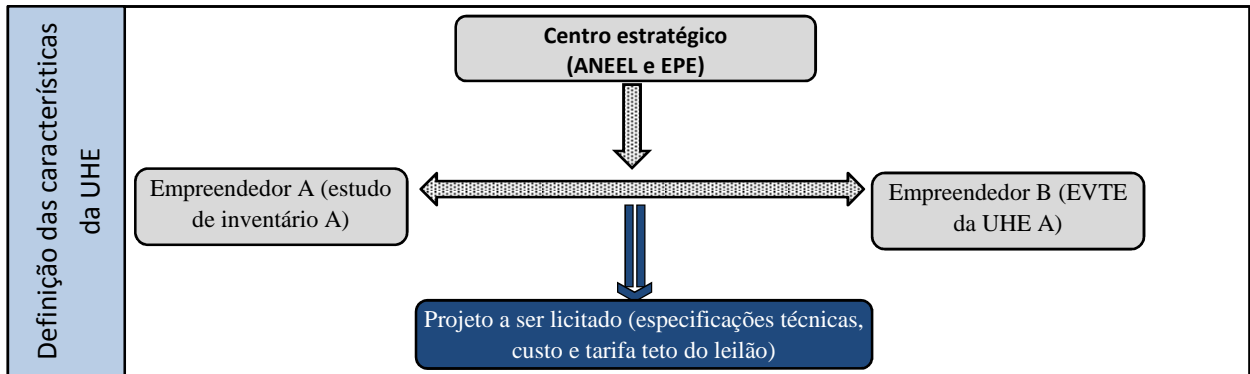 Definição das características
da UHE
Centro estratégico
(ANEEL e EPE)
Empreendedor A (estudo
de inventário A)
Empreendedor B (EVTE
da UHE A)
Projeto a ser licitado (especificações técnicas,
custo e tarifa teto do leilão)